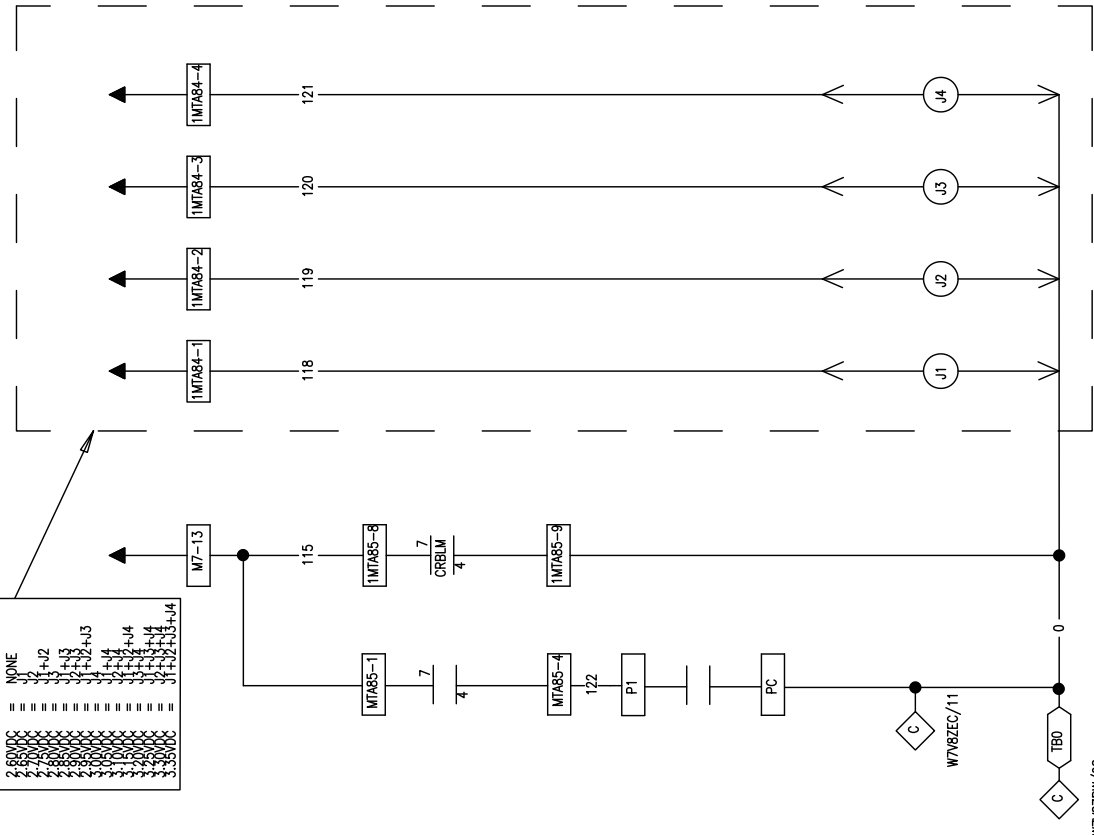 1MTA84-4
121
J4
1MTA84-3
120
J3
1MTA84-2
119
J2
1MTA84-1
118
J1
M7-13
115
1MTA85-8
7
CRBLM
4
1MTA85-9
0
2.60VDC = NONE
2.65VDC = J1
2.70VDC = J2
2.75VDC = J1+J2
2.80VDC = J3
2.85VDC = J1+J3
2.90VDC = J2+J3
2.95VDC = J1+J2+J3
3.00VDC = J4
3.05VDC = J1+J4
3.10VDC = J2+J4
3.15VDC = J1+J2+J4
3.20VDC = J3+J4
3.25VDC = J1+J3+J4
3.30VDC = J2+J3+J4
3.35VDC = J1+J2+J3+J4
MTA85-1
7
4
MTA85-4
122
P1
PC
C
W7V8ZEC/11
TB0
C